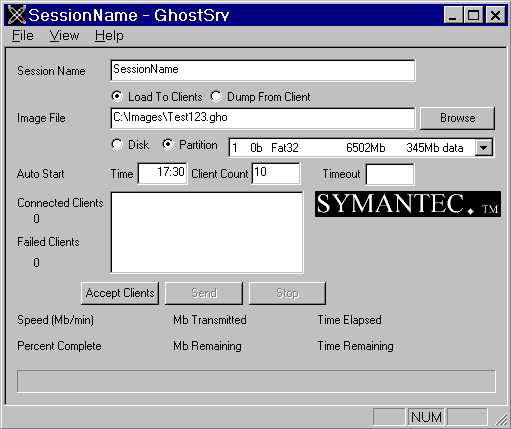 SessionName - GhostSrv
File View Help
Session Name SessionName
Load To Clients Dump From Client
Image File C:\Images\Test123.gho Browse
Disk Partition 1 0b Fat32 6502Mb 345Mb data
Auto Start Time 17:30 Client Count 10 Timeout
Connected Clients
0
SYMANTEC. TM
Failed Clients
0
Accept Clients Send Stop
Speed (Mb/min) Mb Transmitted Time Elapsed
Percent Complete Mb Remaining Time Remaining
NUM